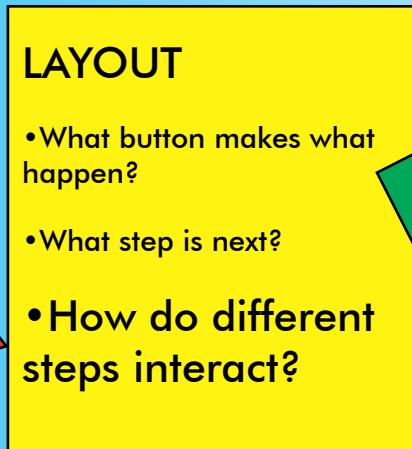 LAYOUT
•What button makes what
happen?
•What step is next?
•How do different
steps interact?